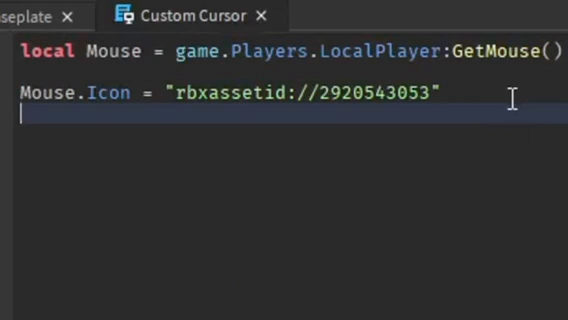 seplate × Custom Cursor ×
local Mouse = game.Players.LocalPlayer:GetMouse()
Mouse.Icon = "rbxassetid://2920543053"